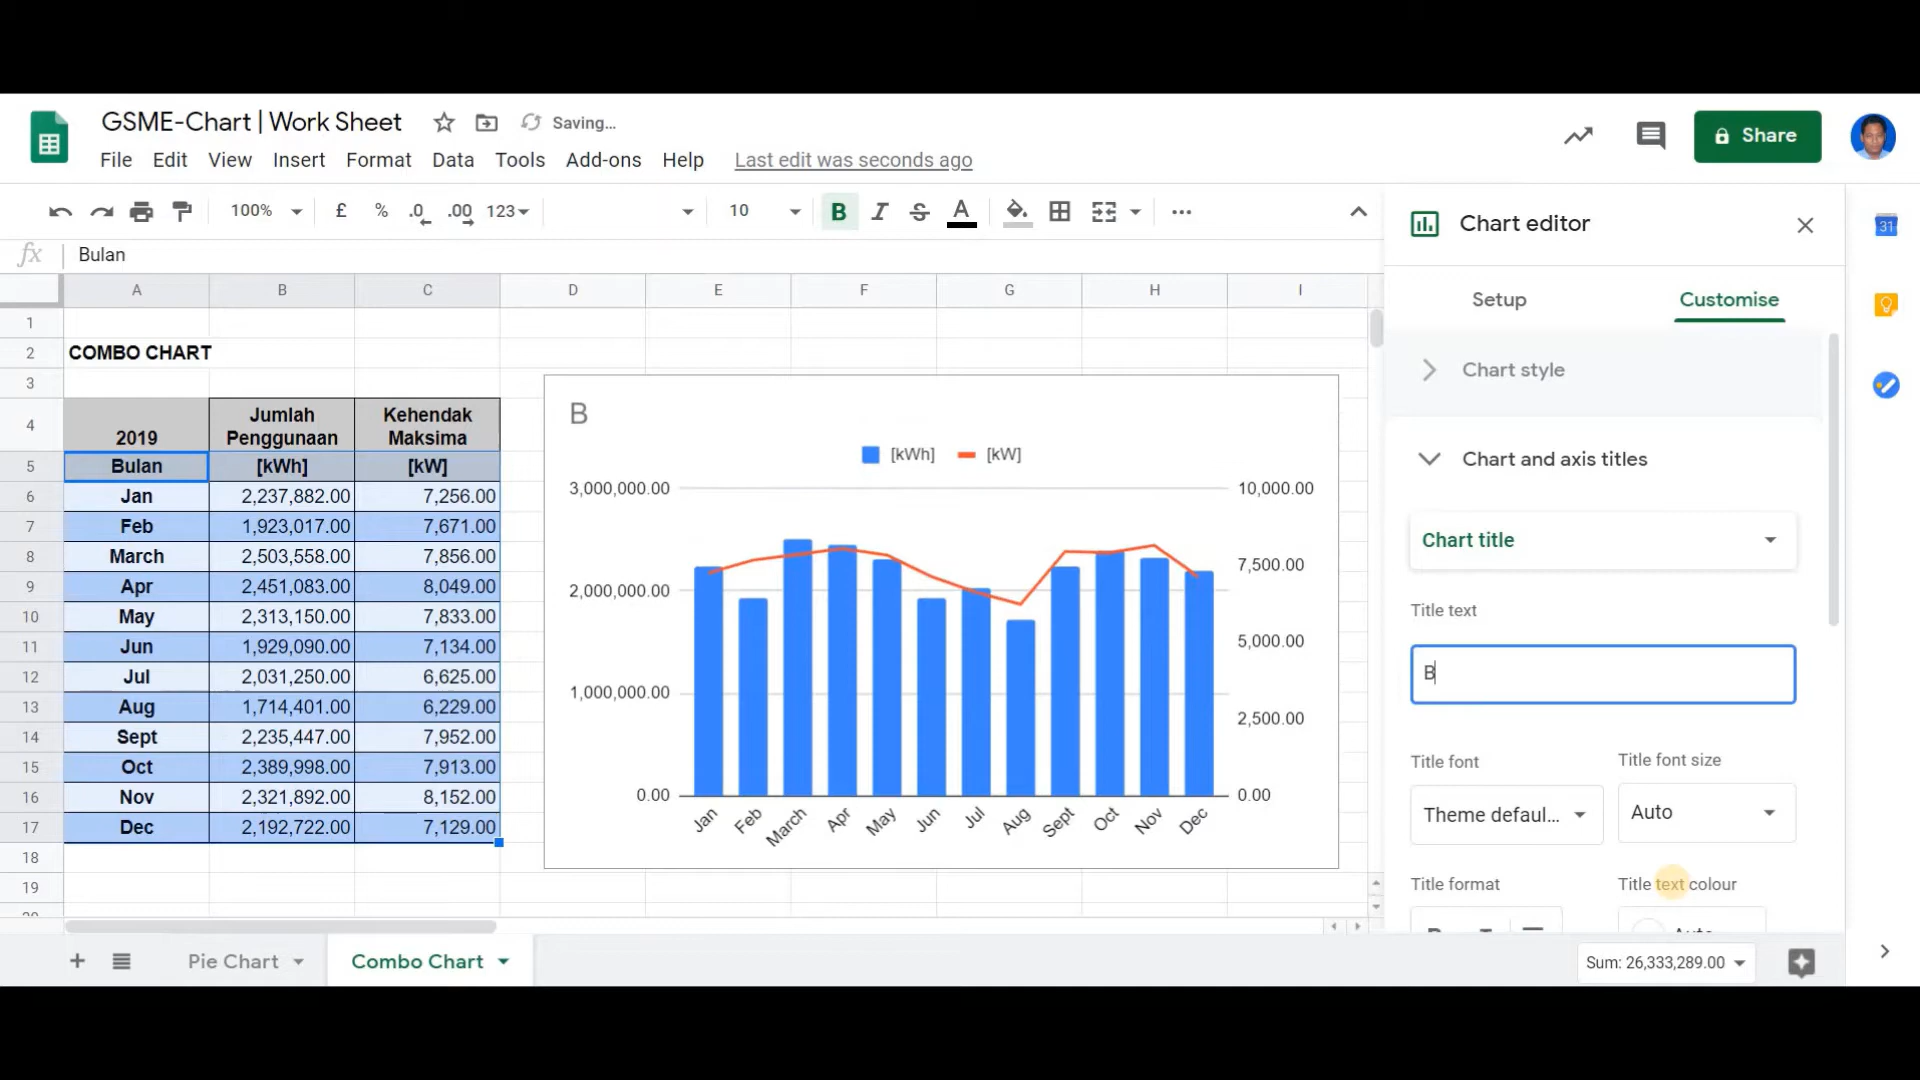 GSME-Chart | Work Sheet
Saving...
Share
File Edit View Insert Format Data Tools Add-ons Help Last edit was seconds ago
100% £ % .0 .00 123 10 B I S A
Chart editor
31
fx Bulan
A B C D E F G H I
Setup Customise
1
2 COMBO CHART
3
Chart style
4 2019 Jumlah Penggunaan Kehendak Maksima
5 Bulan [kWh] [kW]
6 Jan 2,237,882.00 7,256.00
7 Feb 1,923,017.00 7,671.00
8 March 2,503,558.00 7,856.00
9 Apr 2,451,083.00 8,049.00
10 May 2,313,150.00 7,833.00
11 Jun 1,929,090.00 7,134.00
12 Jul 2,031,250.00 6,625.00
13 Aug 1,714,401.00 6,229.00
14 Sept 2,235,447.00 7,952.00
15 Oct 2,389,998.00 7,913.00
16 Nov 2,321,892.00 8,152.00
17 Dec 2,192,722.00 7,129.00
18
19
B
[kWh] [kW]
3,000,000.00 10,000.00
7,500.00
2,000,000.00
5,000.00
1,000,000.00
2,500.00
0.00 0.00
Jan Feb March Apr May Jun Jul Aug Sept Oct Nov Dec
Chart and axis titles
Chart title
Title text
B
Title font Title font size
Theme defaul... Auto
Title format Title text colour
Auto
Pie Chart Combo Chart
Sum: 26,333,289.00